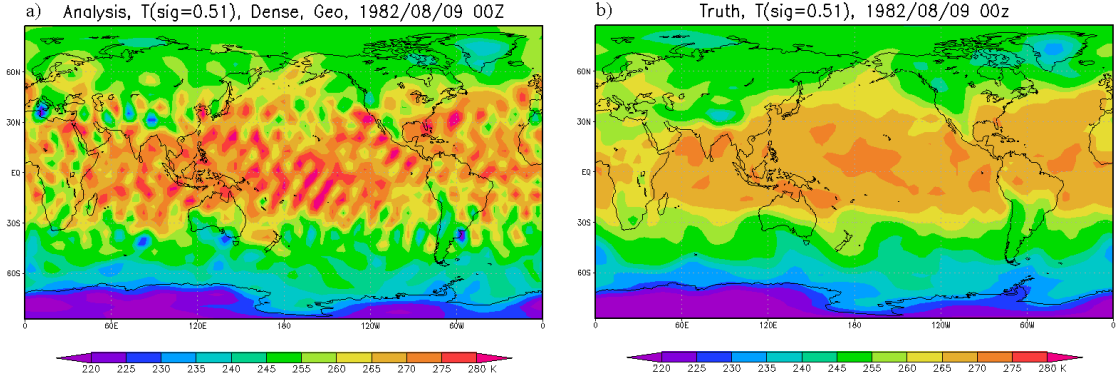 a) Analysis, T(sig=0.51), Dense, Geo, 1982/08/09 00Z
60N
30N
EQ
30S
60S
0 60E 120E 180 120W 60W 0
220 225 230 235 240 245 255 260 265 270 275 280 K
b) Truth, T(sig=0.51), 1982/08/09 00z
60N
30N
EQ
30S
60S
0 60E 120E 180 120W 60W 0
220 225 230 235 240 245 255 260 265 270 275 280 K